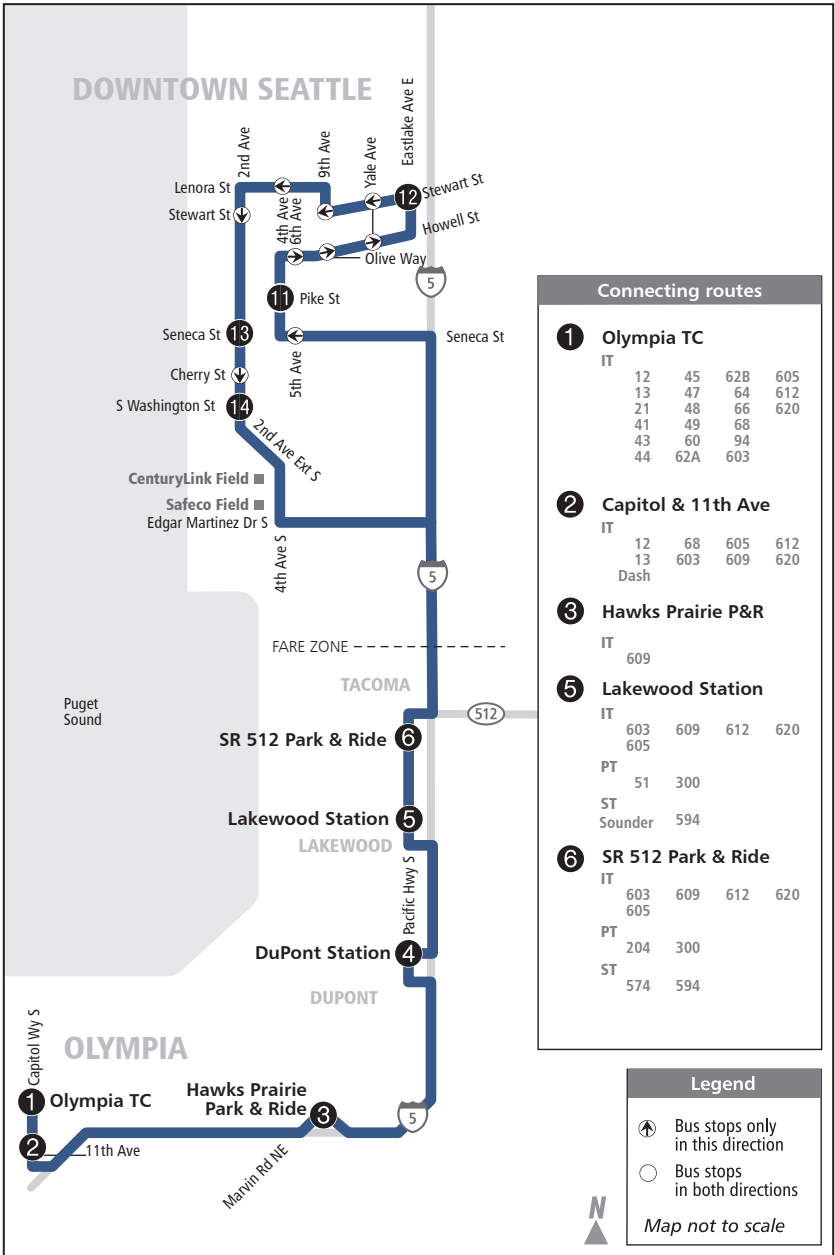 DOWNTOWN SEATTLE
2nd Ave
9th Ave
Yale Ave
Eastlake Ave E
Lenora St
12
Stewart St
Stewart St
4th Ave
6th Ave
Howell St
Olive Way
5
11
Pike St
Seneca St
13
Seneca St
5th Ave
Cherry St
S Washington St
14
2nd Ave Ext S
CenturyLink Field
Safeco Field
Edgar Martinez Dr S
4th Ave S
5
FARE ZONE
TACOMA
512
Puget
Sound
SR 512 Park & Ride
6
Lakewood Station
5
LAKEWOOD
Pacific Hwy S
DuPont Station
4
DUPONT
Capitol Wy S
OLYMPIA
1
Olympia TC
Hawks Prairie
Park & Ride
3
5
2
11th Ave
Marvin Rd NE
Connecting routes
1 Olympia TC
IT
12 45 62B 605
13 47 64 612
21 48 66 620
41 49 68
43 60 94
44 62A 603
2 Capitol & 11th Ave
IT
12 68 605 612
13 603 609 620
Dash
3 Hawks Prairie P&R
IT
609
5 Lakewood Station
IT
603 609 612 620
605
PT
51 300
ST
Sounder 594
6 SR 512 Park & Ride
IT
603 609 612 620
605
PT
204 300
ST
574 594
Legend
Bus stops only
in this direction
Bus stops
in both directions
Map not to scale
N